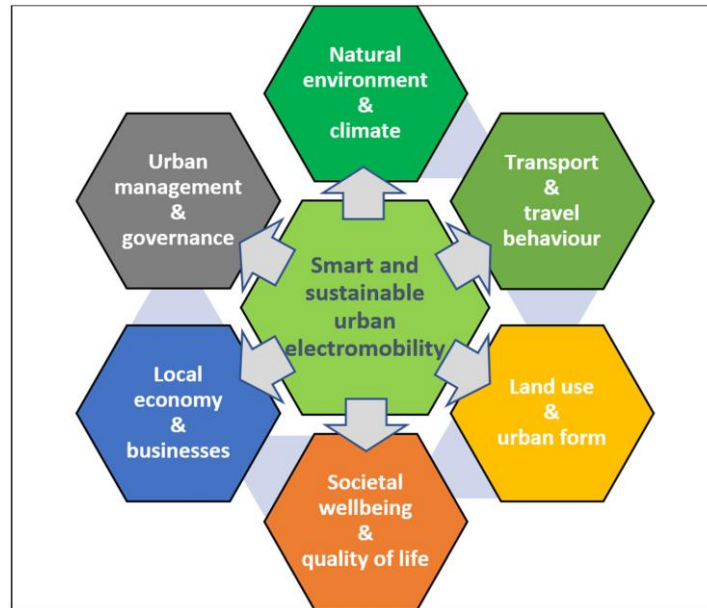 Natural
environment
&
climate
Urban
management
&
governance
Transport
&
travel
behaviour
Smart and
sustainable
urban
electromobility
Local
economy
&
businesses
Land use
&
urban form
Societal
wellbeing
&
quality of life